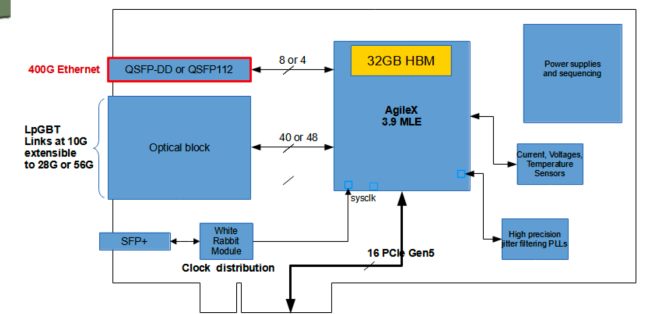 400G Ethernet
QSFP-DD or QSFP112
8 or 4
32GB HBM
AgileX
3.9 MLE
Power supplies
and sequencing
LpGBT
Links at 10G
extensible
to 28G or 56G
Optical block
40 or 48
Current, Voltages,
Temperature
Sensors
sysclk
SFP+
White
Rabbit
Module
Clock distribution
16 PCIe Gen5
High precision
jitter filtering PLLs